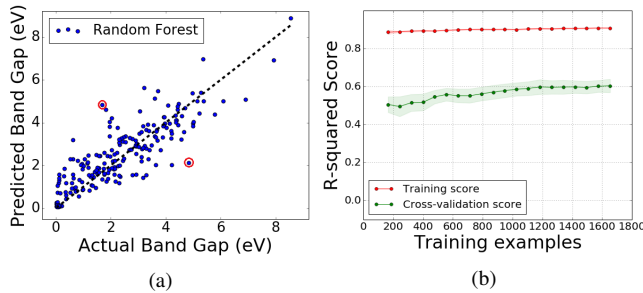 Random Forest
Predicted Band Gap (eV)
8
6
4
2
0
0 2 4 6 8
Actual Band Gap (eV)
(a)
R-squared Score
0.8
0.6
0.4
0.2
0.0
Training score
Cross-validation score
0 200 400 600 800 1000 1200 1400 1600 1800
Training examples
(b)